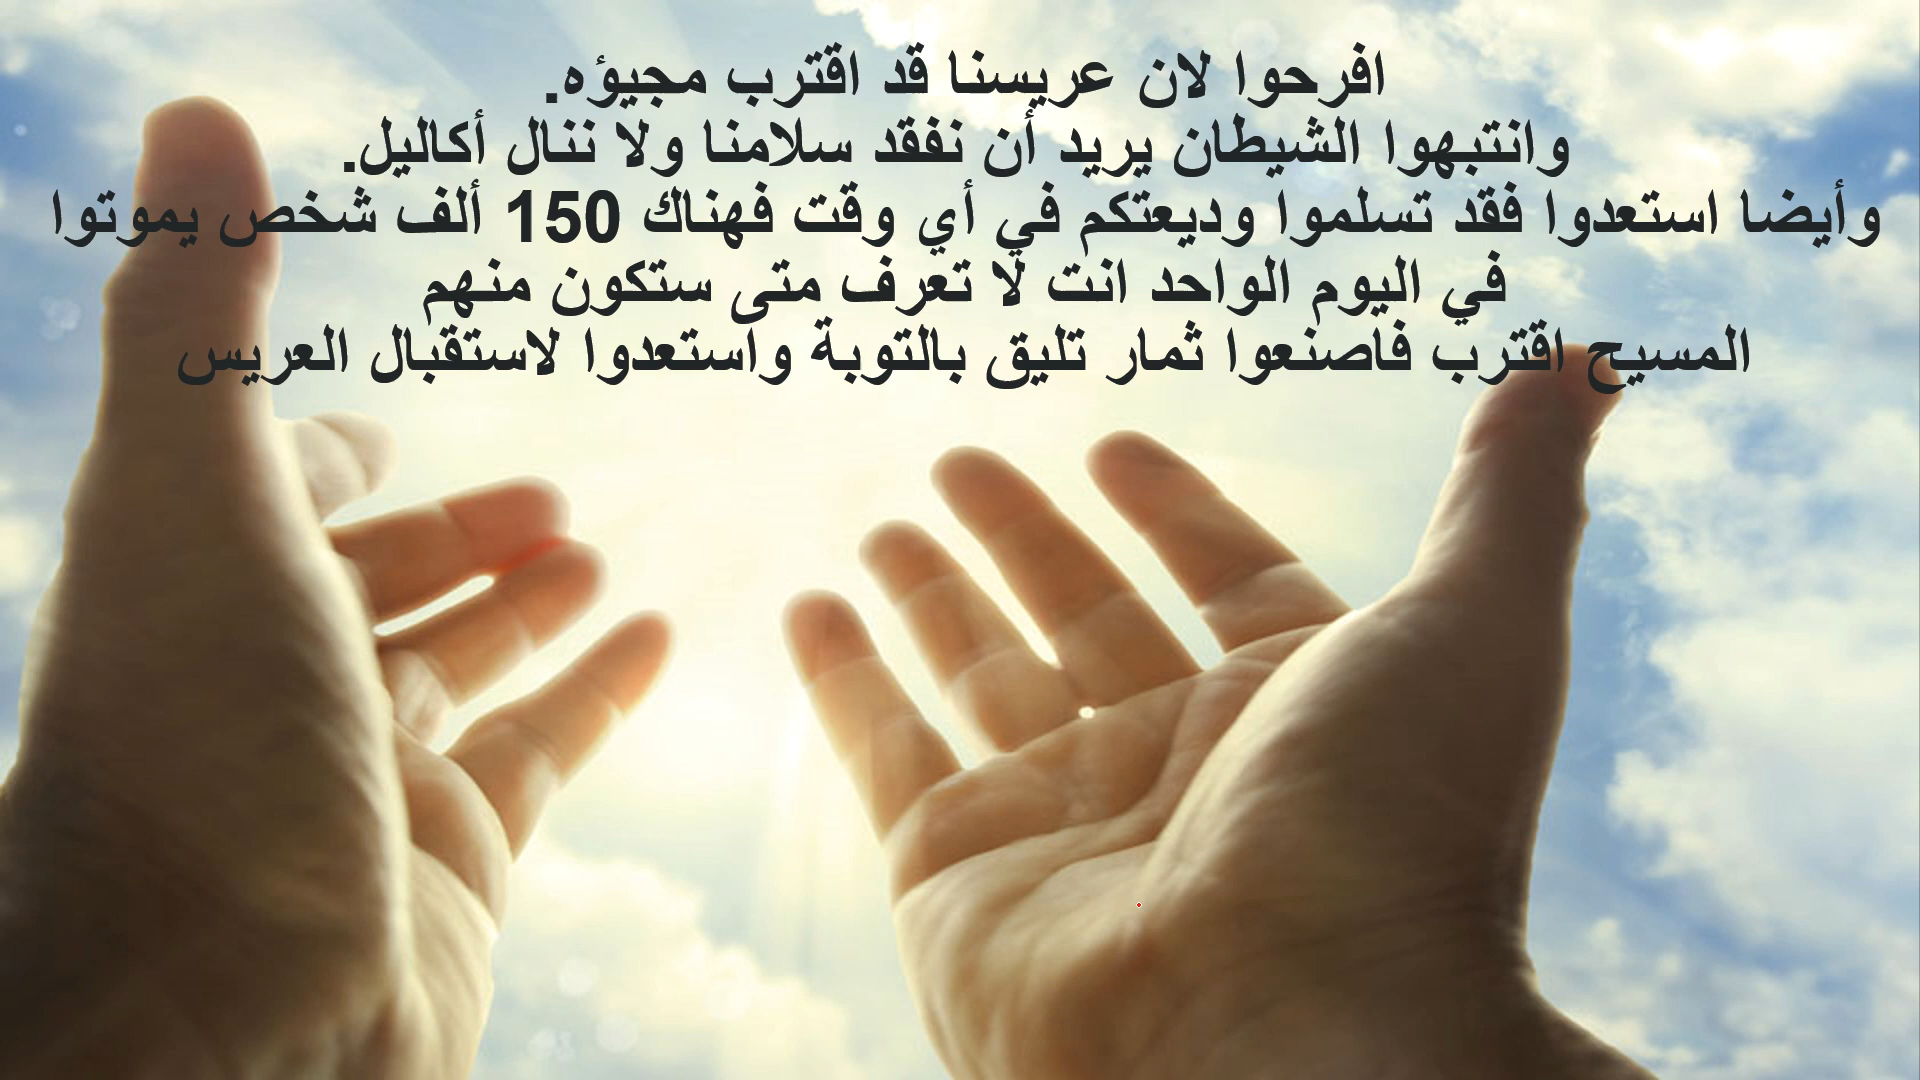 افرحوا لان عريسنا قد اقترب مجيؤه.
وانتبهوا الشيطان يريد أن نفقد سلامنا ولا ننال أكاليل.
وأيضا استعدوا فقد تسلموا وديعتكم في أي وقت فهناك 150 ألف شخص يموتوا
في اليوم الواحد انت لا تعرف متى ستكون منهم
المسيح اقترب فاصنعوا ثمار تليق بالتوبة واستعدوا لاستقبال العريس